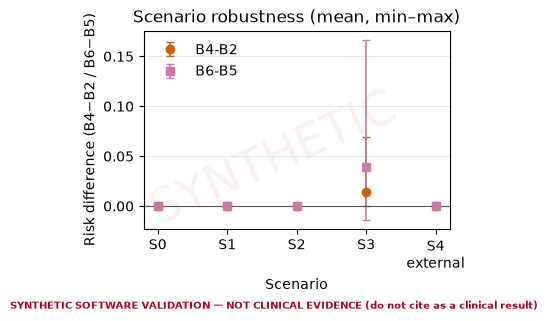 Scenario robustness (mean, min–max)
Risk difference (B4−B2 / B6−B5)
B4-B2
B6-B5
0.15
0.10
0.05
0.00
SYNTHETIC
S0 S1 S2 S3 S4
external
Scenario
SYNTHETIC SOFTWARE VALIDATION — NOT CLINICAL EVIDENCE (do not cite as a clinical result)